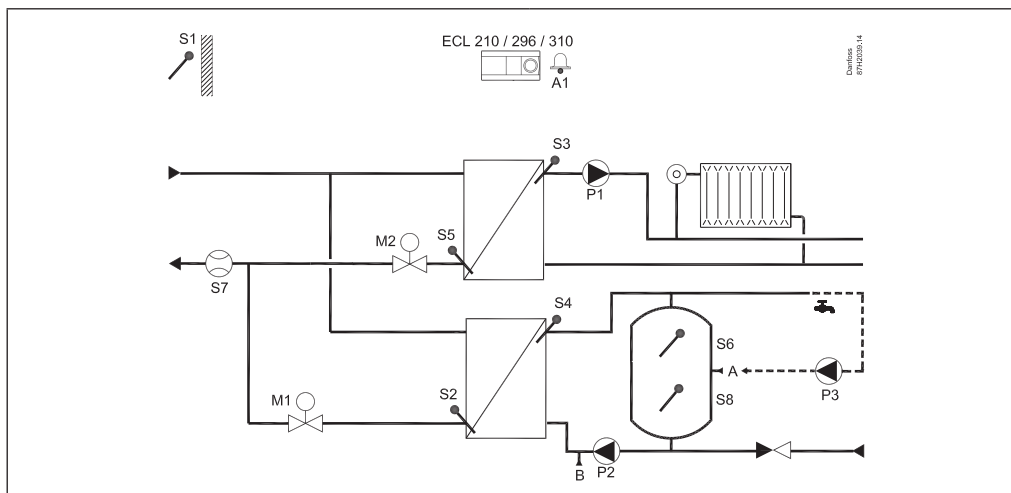 S1
ECL 210 / 296 / 310
A1
Danfoss
87H2039.14
S3
P1
M2
S5
S7
S4
S6
A
S8
P3
M1
S2
P2
B